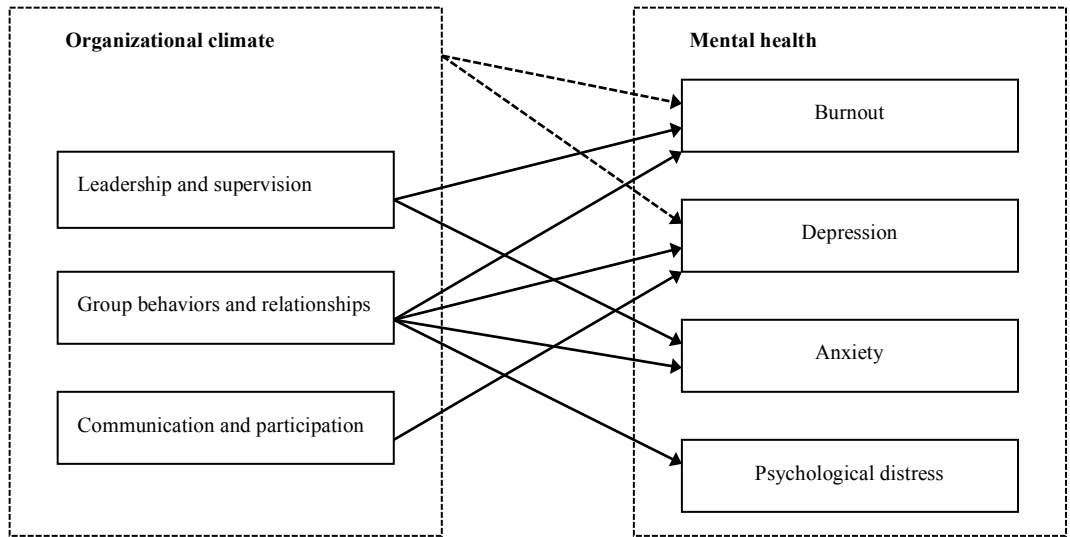 Organizational climate
Leadership and supervision
Group behaviors and relationships
Communication and participation
Mental health
Burnout
Depression
Anxiety
Psychological distress